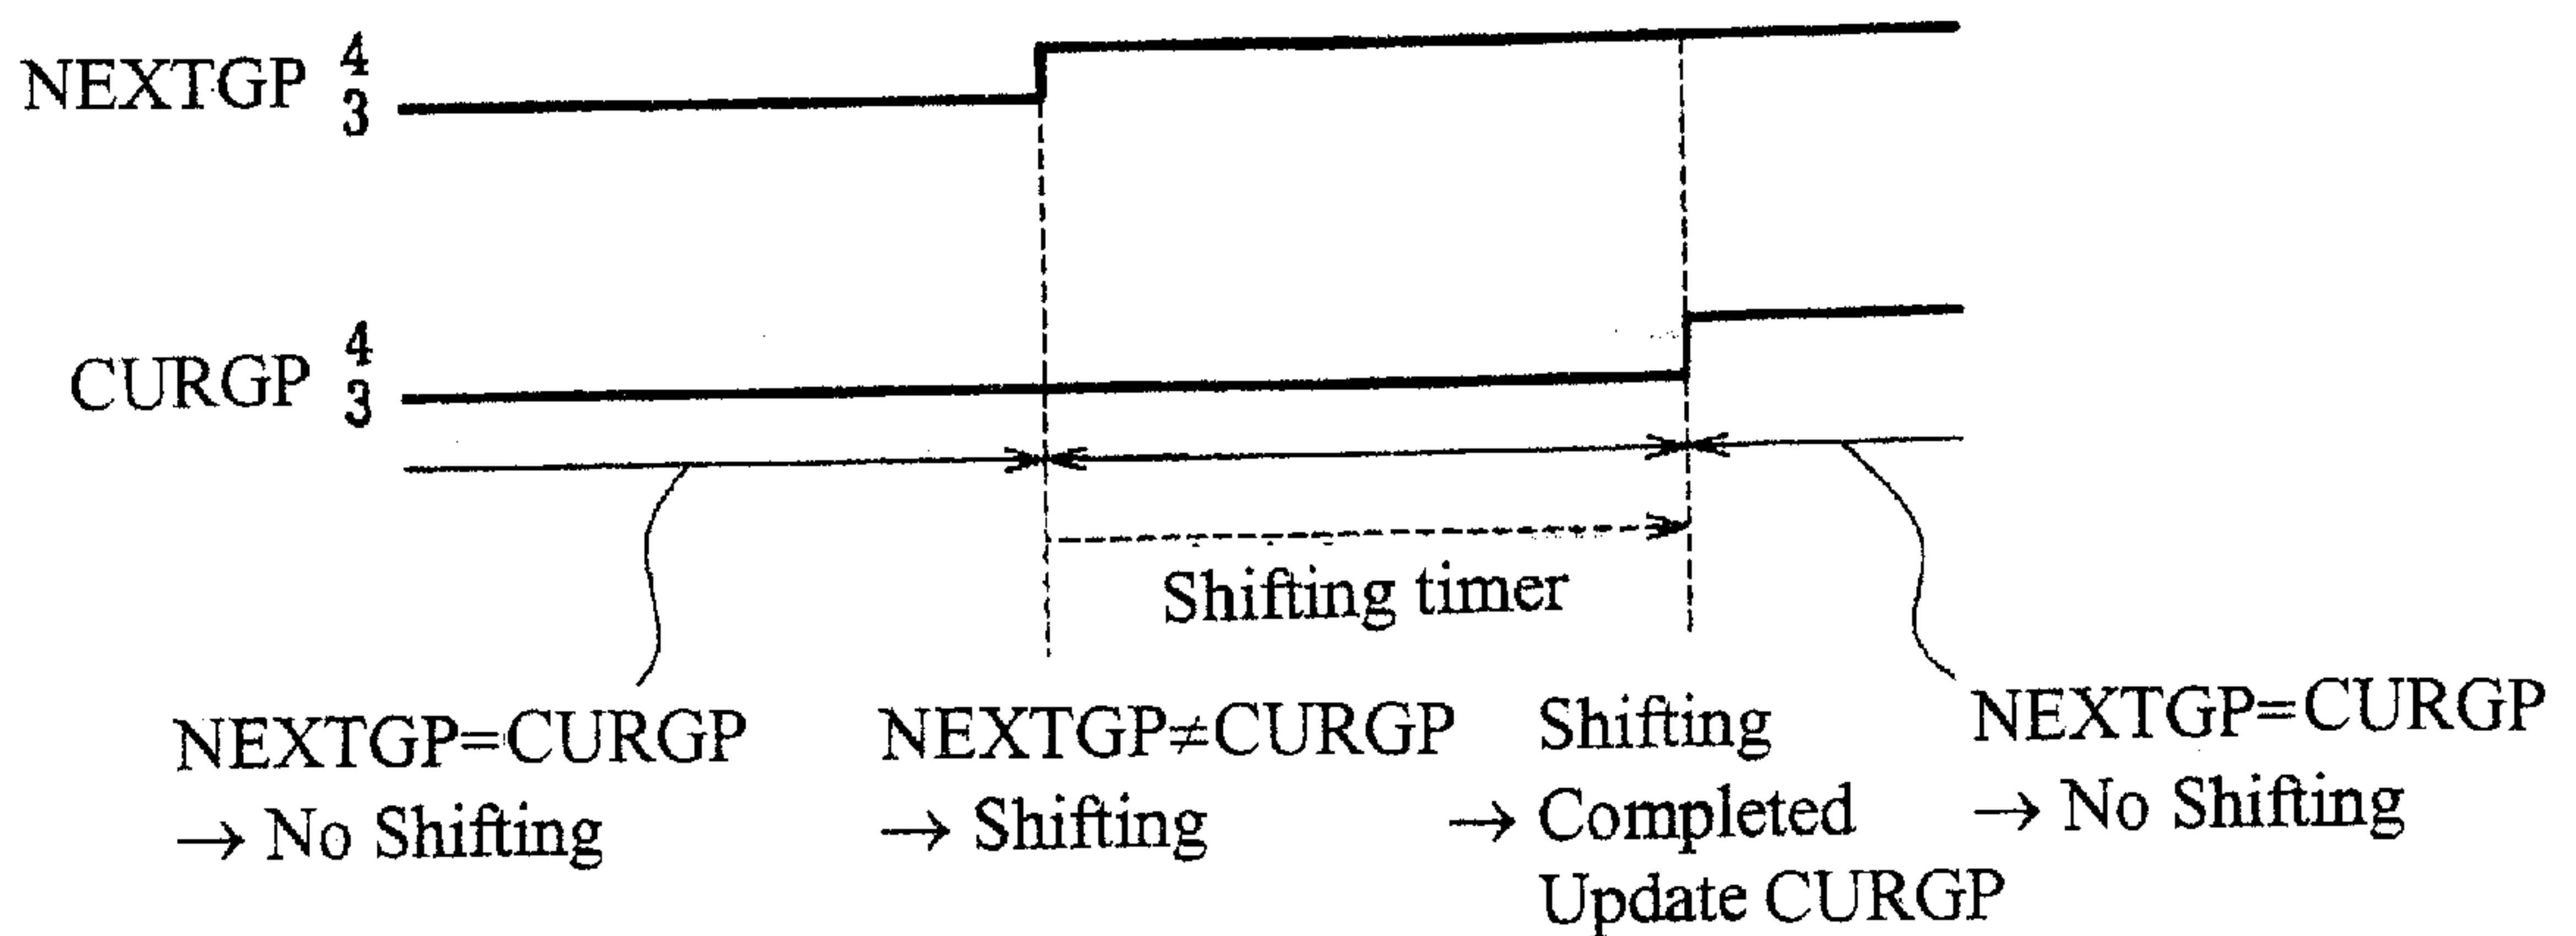 NEXTGP 4
3
CURGP 4
3
Shifting timer
NEXTGP=CURGP
→ No Shifting
NEXTGP≠CURGP
→ Shifting
Shifting
→ Completed
Update CURGP
NEXTGP=CURGP
→ No Shifting